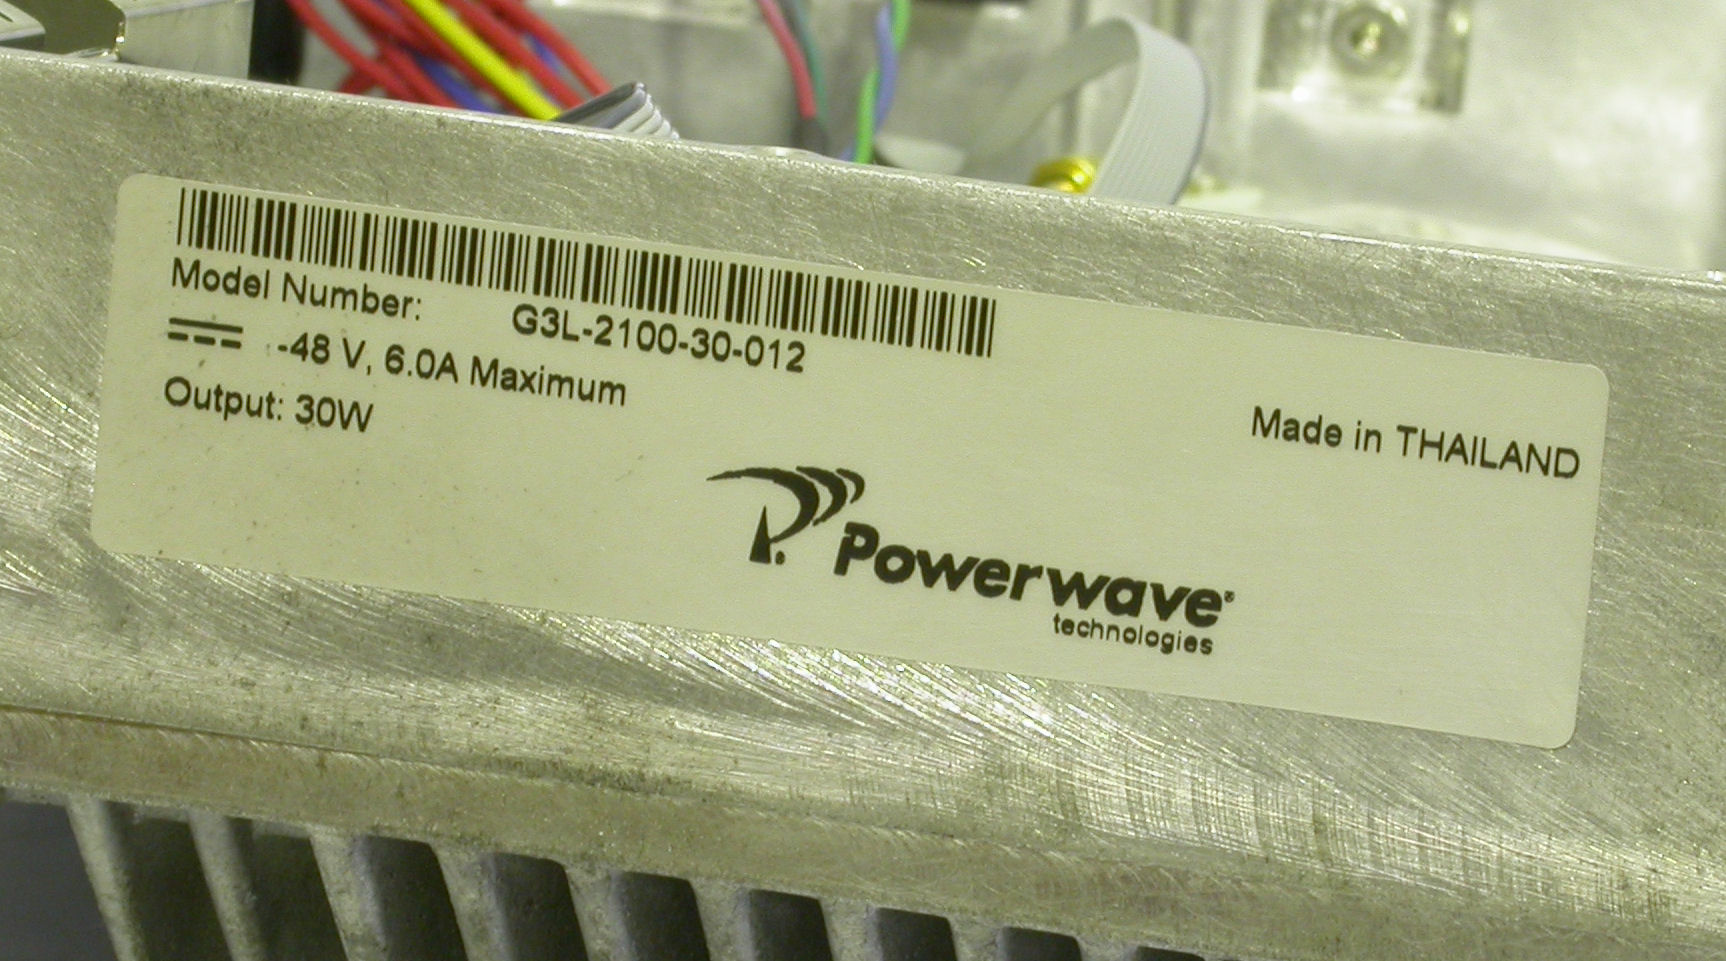 Model Number: G3L-2100-30-012
-48 V, 6.0A Maximum
Output: 30W
Made in THAILAND
P®
Powerwave®
technologies